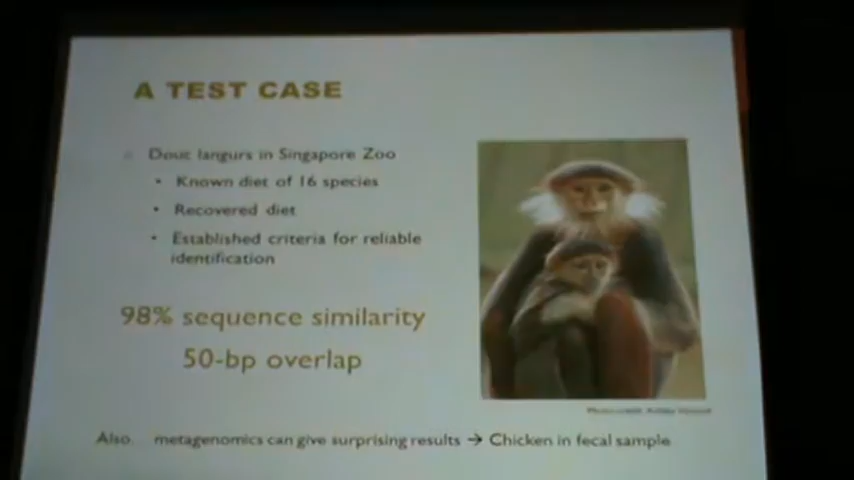 A TEST CASE
Douc langurs in Singapore Zoo
• Known diet of 16 species
• Recovered diet
• Established criteria for reliable
identification
98% sequence similarity
50-bp overlap
Also metagenomics can give surprising results → Chicken in fecal sample